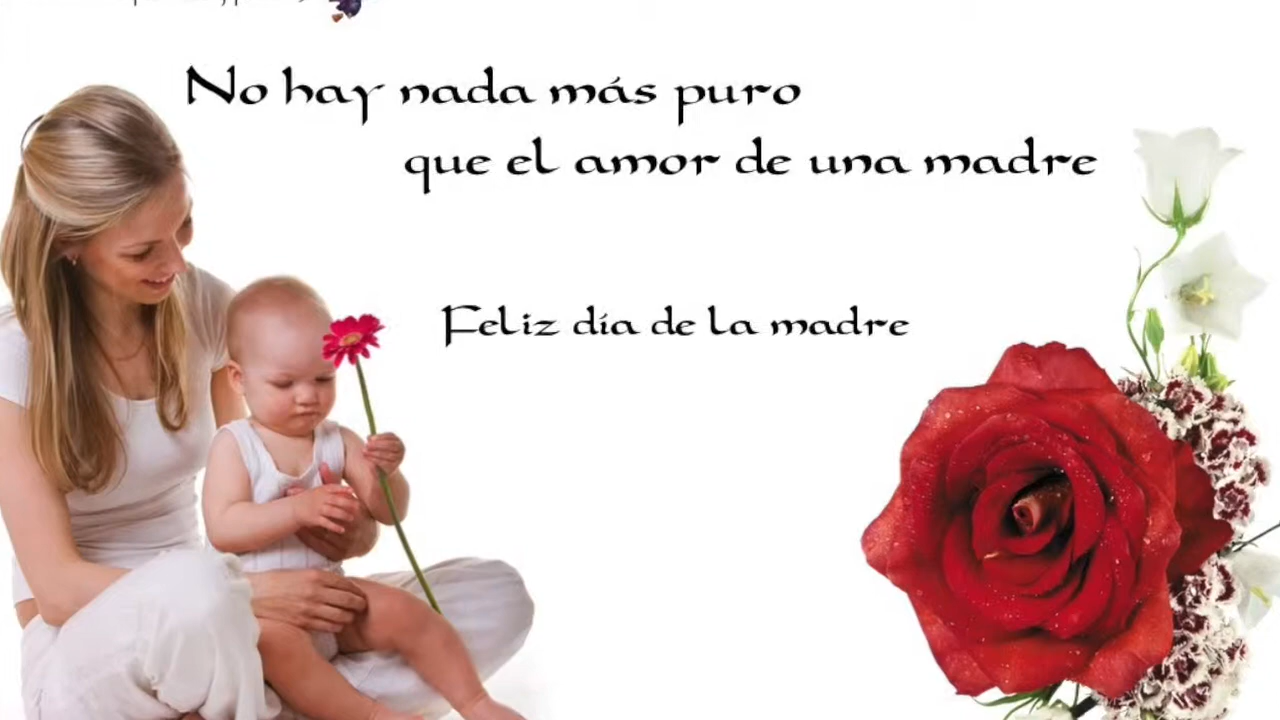 No hay nada más puro
que el amor de una madre
Feliz día de la madre